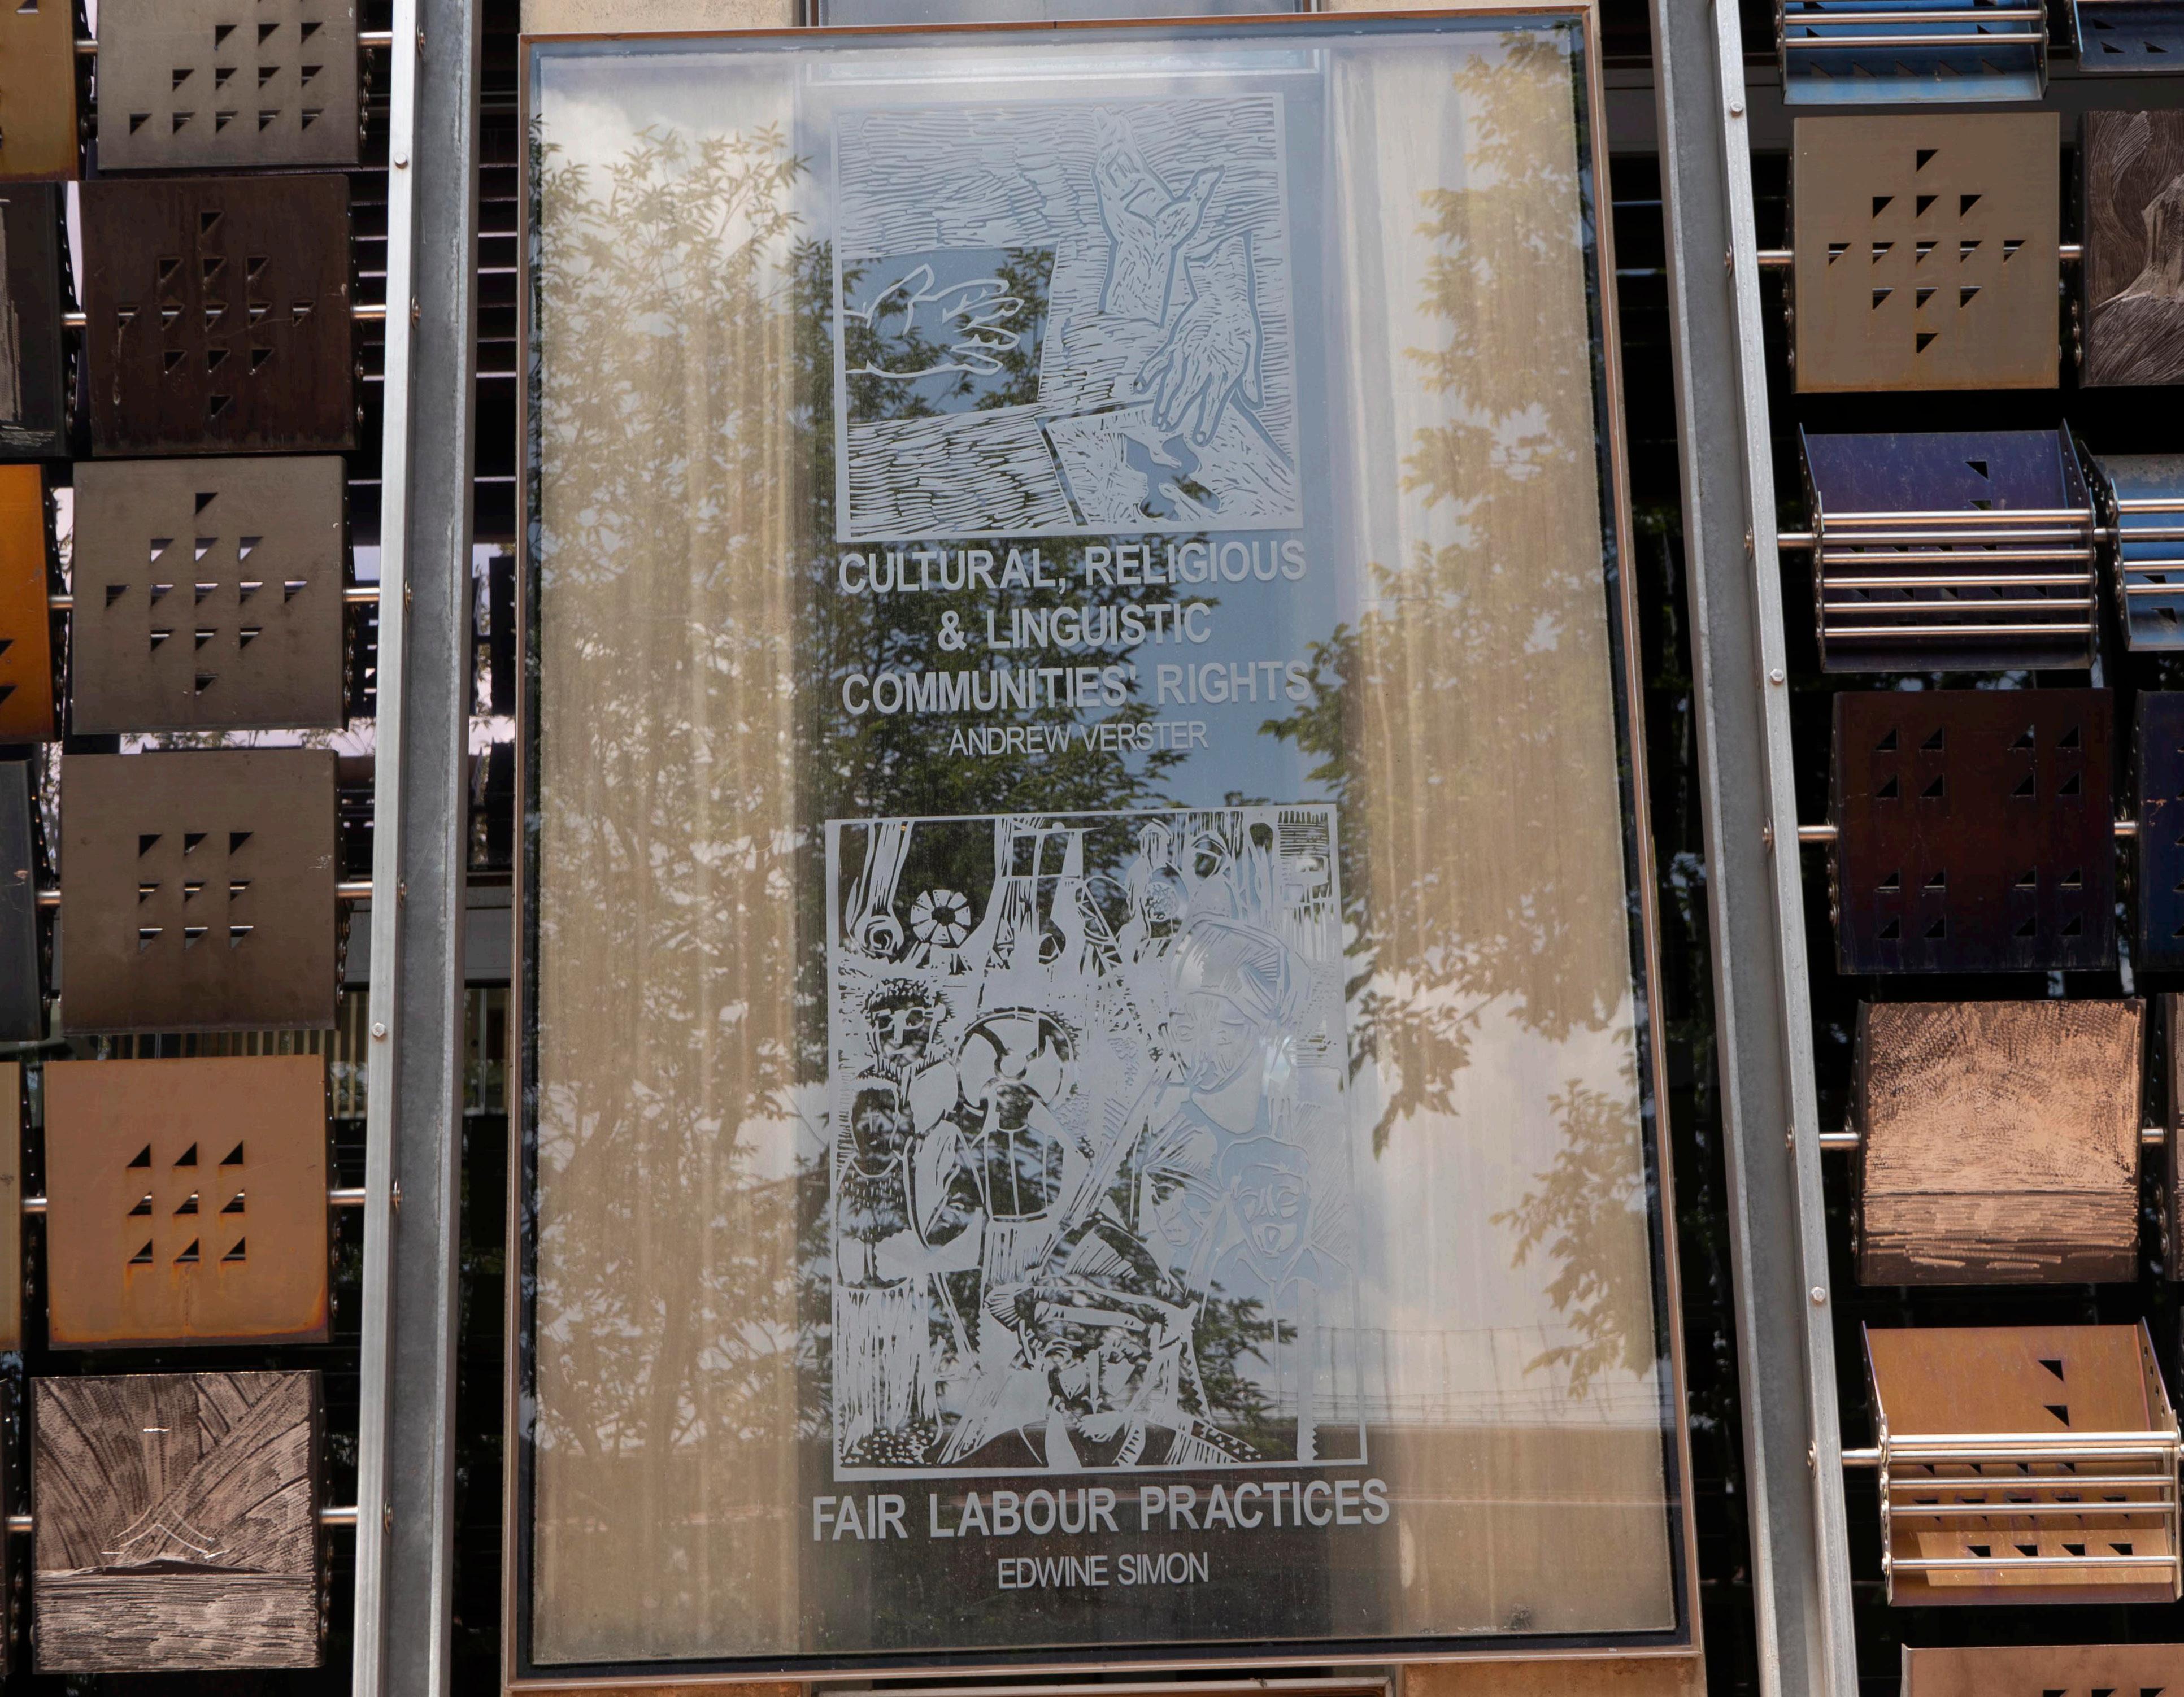 CULTURAL, RELIGIOUS
& LINGUISTIC
COMMUNITIES' RIGHTS
ANDREW VERSTER
FAIR LABOUR PRACTICES
EDWINE SIMON